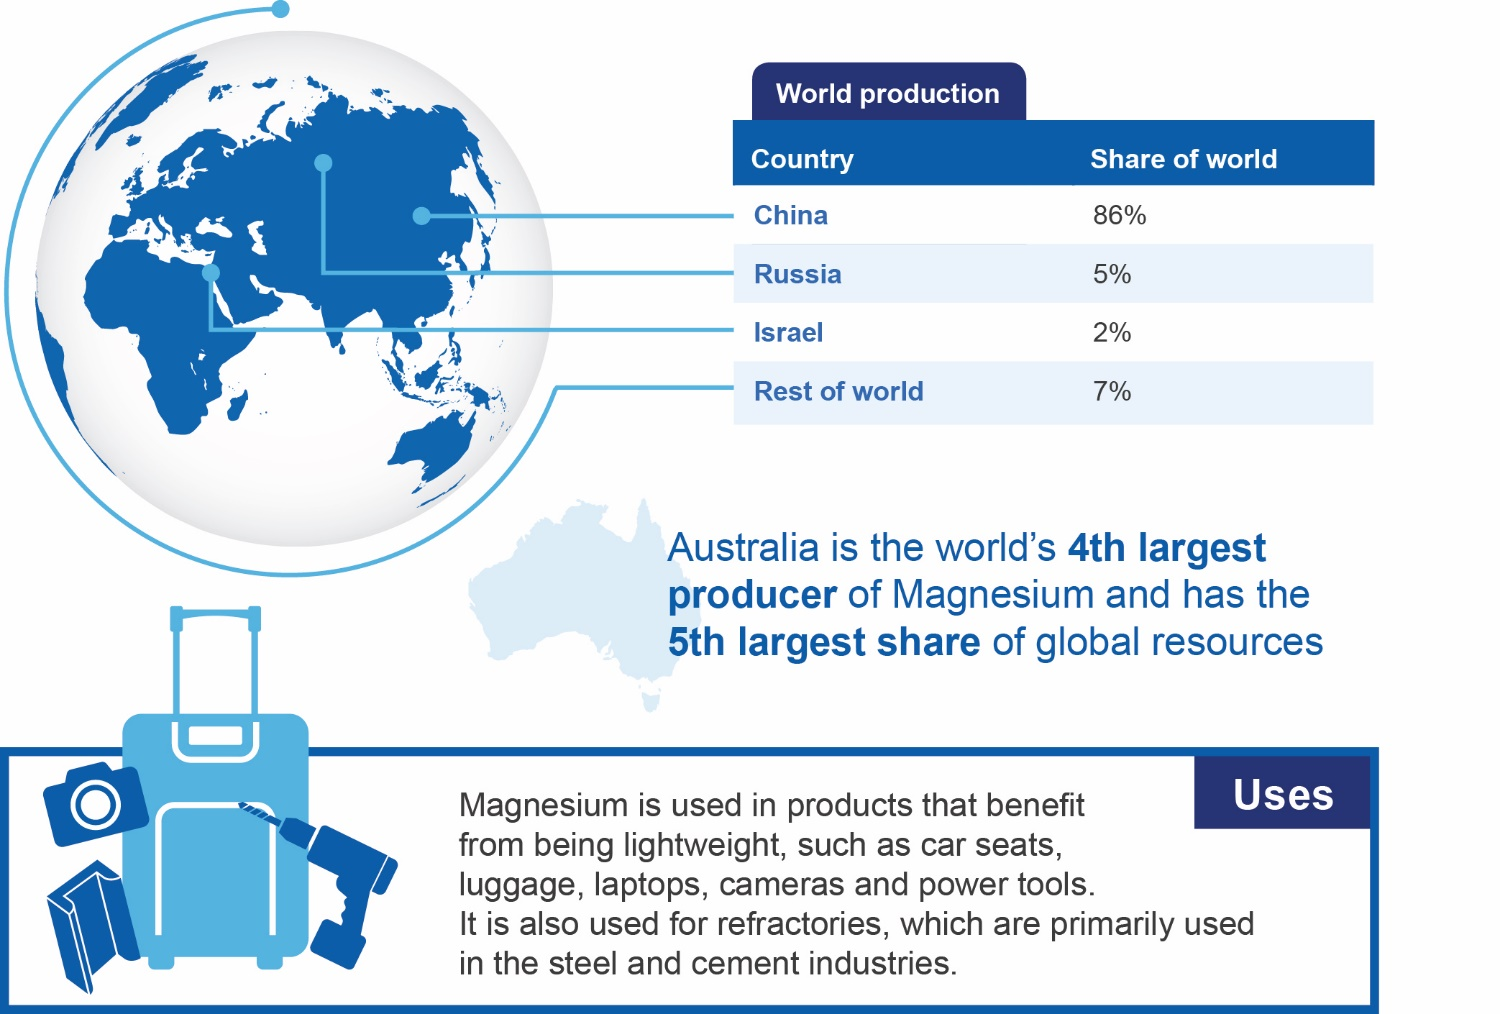 World production
Country Share of world
China 86%
Russia 5%
Israel 2%
Rest of world 7%
Australia is the world’s 4th largest
producer of Magnesium and has the
5th largest share of global resources
Uses
Magnesium is used in products that benefit
from being lightweight, such as car seats,
luggage, laptops, cameras and power tools.
It is also used for refractories, which are primarily used
in the steel and cement industries.